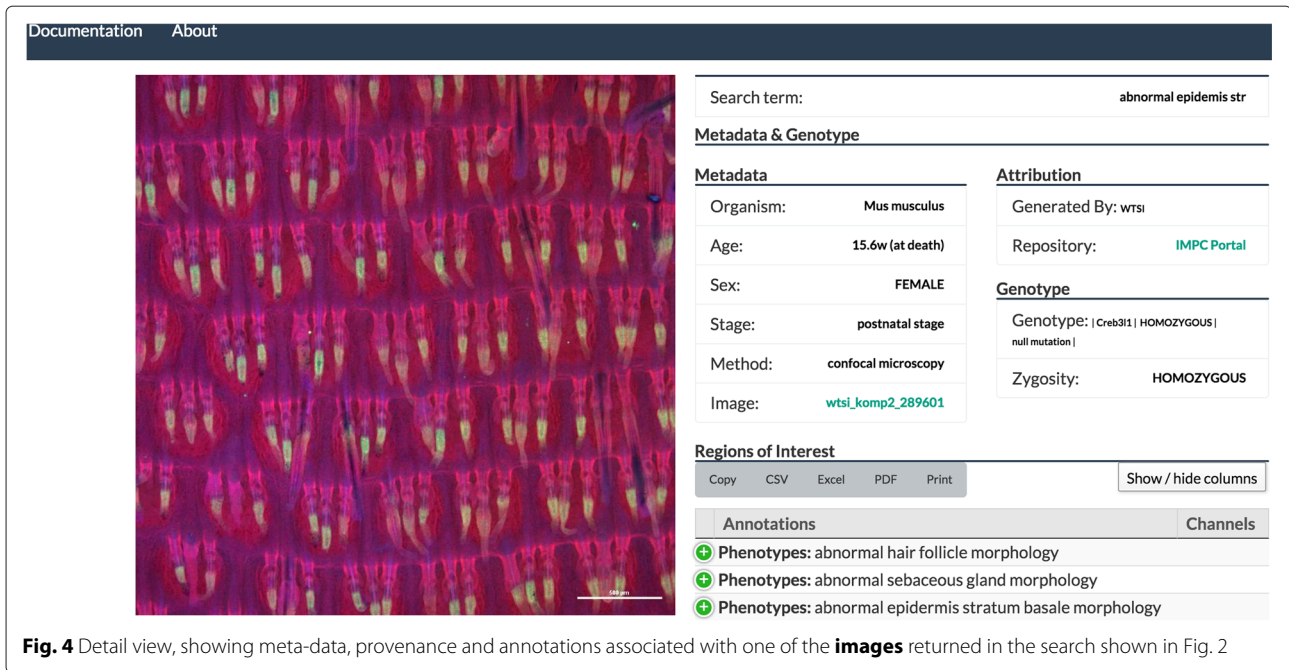 Documentation About
Search term: abnormal epidemis str
Metadata & Genotype
Metadata
Organism: Mus musculus
Age: 15.6w (at death)
Sex: FEMALE
Stage: postnatal stage
Method: confocal microscopy
Image: wtsi_komp2_289601
Attribution
Generated By: WTSI
Repository: IMPC Portal
Genotype
Genotype: | Creb3l1 | HOMOZYGOUS |
null mutation |
Zygosity: HOMOZYGOUS
Regions of Interest
Copy CSV Excel PDF Print
Show / hide columns
Annotations Channels
Phenotypes: abnormal hair follicle morphology
Phenotypes: abnormal sebaceous gland morphology
Phenotypes: abnormal epidermis stratum basale morphology
Fig. 4 Detail view, showing meta-data, provenance and annotations associated with one of the images returned in the search shown in Fig. 2